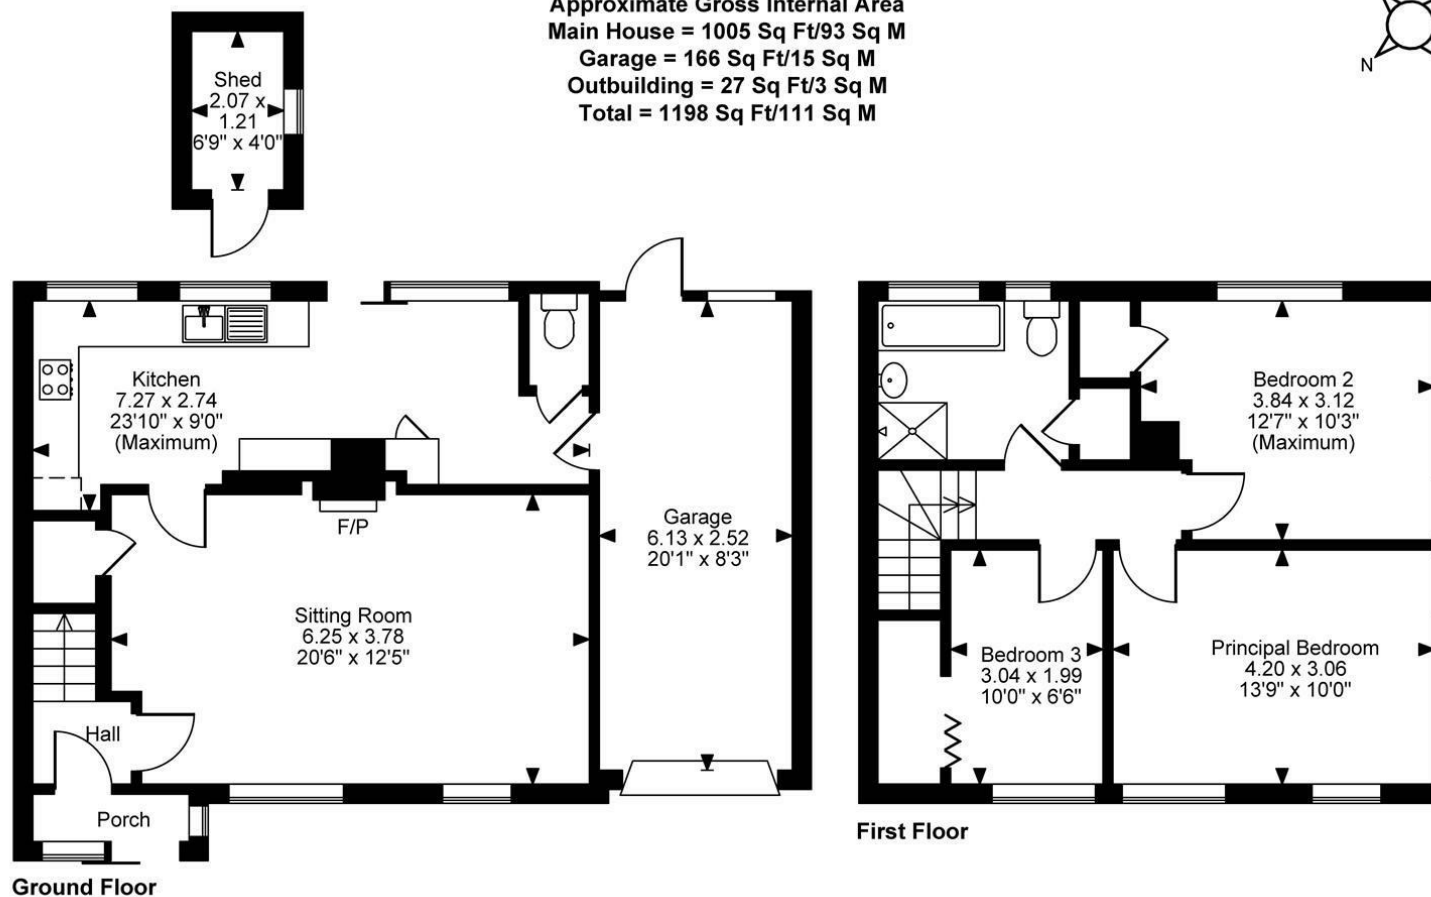 Approximate Gross Internal Area
Main House = 1005 Sq Ft/93 Sq M
Garage = 166 Sq Ft/15 Sq M
Outbuilding = 27 Sq Ft/3 Sq M
Total = 1198 Sq Ft/111 Sq M
N
Shed
2.07 x
1.21
6'9" x 4'0"
Kitchen
7.27 x 2.74
23'10" x 9'0"
(Maximum)
F/P
Garage
6.13 x 2.52
20'1" x 8'3"
Sitting Room
6.25 x 3.78
20'6" x 12'5"
Hall
Porch
Ground Floor
Bedroom 2
3.84 x 3.12
12'7" x 10'3"
(Maximum)
Bedroom 3
3.04 x 1.99
10'0" x 6'6"
Principal Bedroom
4.20 x 3.06
13'9" x 10'0"
First Floor